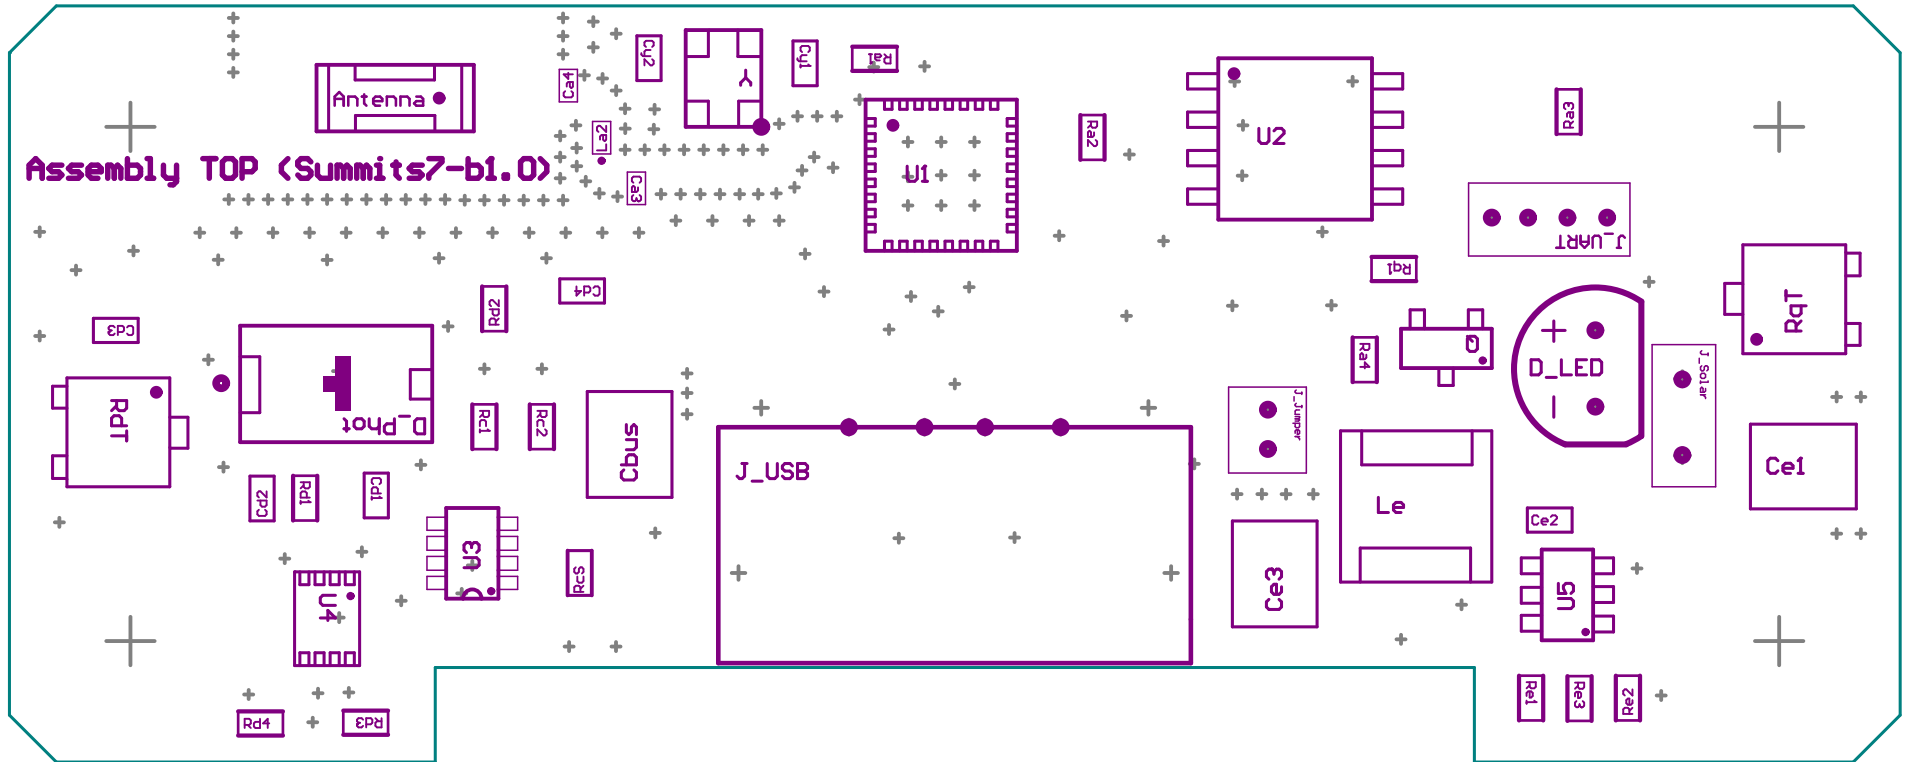 Cy2
Y
Cy1
Ra1
Ca4
Antenna
La2
Ra2
U2
Ra3
Assembly TOP (Summits7-b1.0)
Ca3
U1
J_UART
Rq1
Cd4
Rd2
Cd3
RqT
Q
Ra4
D_LED
J_Solar
RPT
D_Phot
Rc1
Rc2
Cbus
J_Jumper
J_USB
Ce1
Cd2
Rd1
Cd1
Le
Ce2
U3
RcS
Ce3
U5
U4
Rd4
Rd3
Re1
Re3
Re2